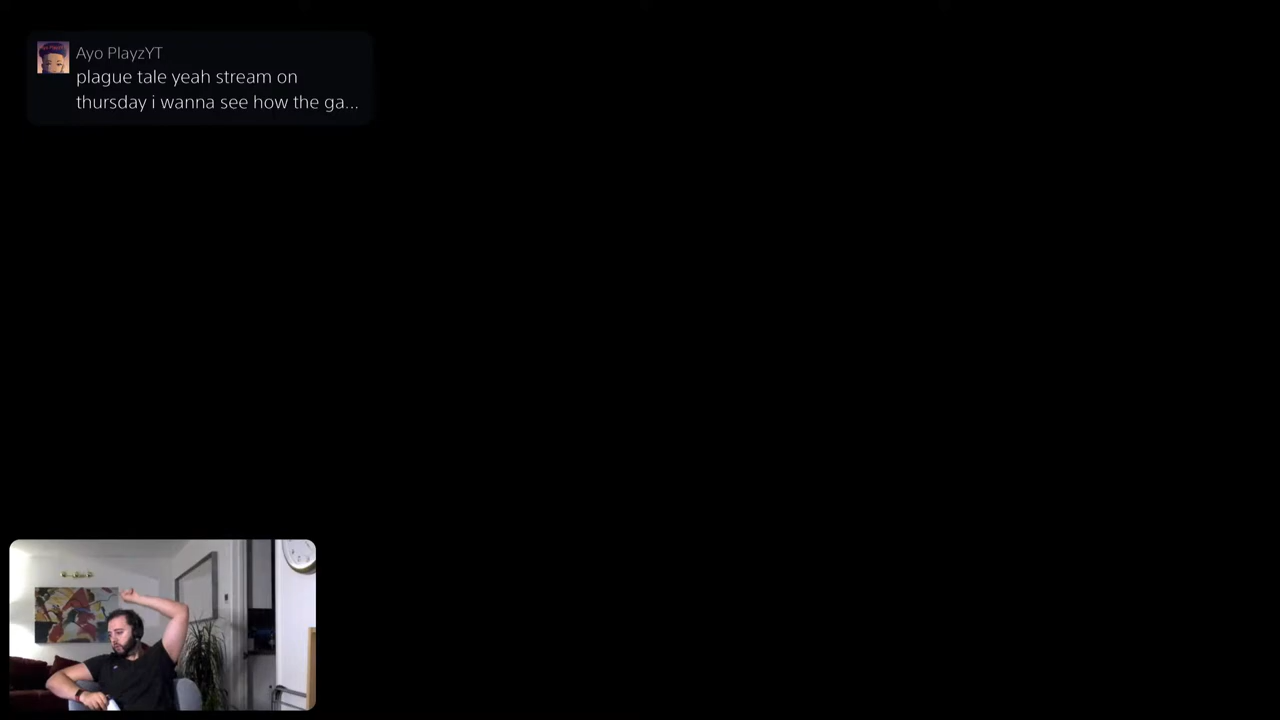 Ayo PlayzYT
plague tale yeah stream on
thursday i wanna see how the ga...